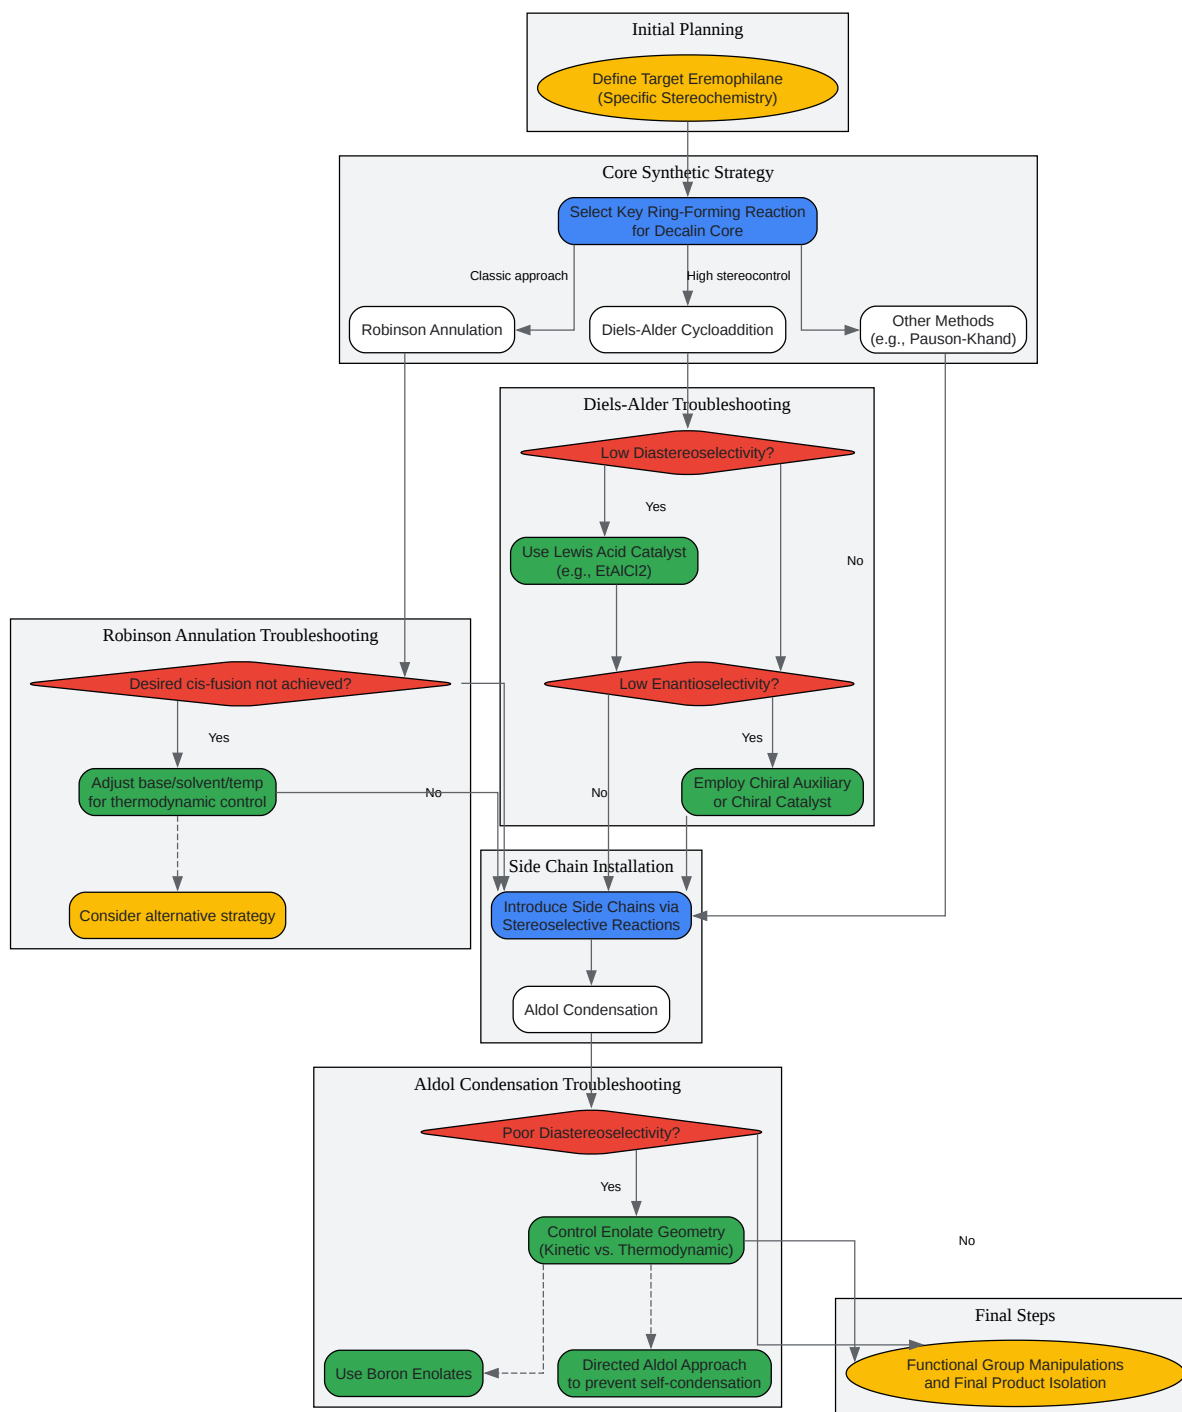 Initial Planning
Define Target Eremophilane
(Specific Stereochemistry)
Core Synthetic Strategy
Select Key Ring-Forming Reaction
for Decalin Core
Classic approach
High stereocontrol
Robinson Annulation
Diels-Alder Cycloaddition
Other Methods
(e.g., Pauson-Khand)
Diels-Alder Troubleshooting
Low Diastereoselectivity?
Yes
No
Use Lewis Acid Catalyst
(e.g., EtAlCl2)
Robinson Annulation Troubleshooting
Desired cis-fusion not achieved?
Low Enantioselectivity?
Yes
Yes
Adjust base/solvent/temp
for thermodynamic control
No
No
Employ Chiral Auxiliary
or Chiral Catalyst
Side Chain Installation
Consider alternative strategy
Introduce Side Chains via
Stereoselective Reactions
Aldol Condensation
Aldol Condensation Troubleshooting
Poor Diastereoselectivity?
Yes
Control Enolate Geometry
(Kinetic vs. Thermodynamic)
No
Final Steps
Use Boron Enolates
Directed Aldol Approach
to prevent self-condensation
Functional Group Manipulations
and Final Product Isolation